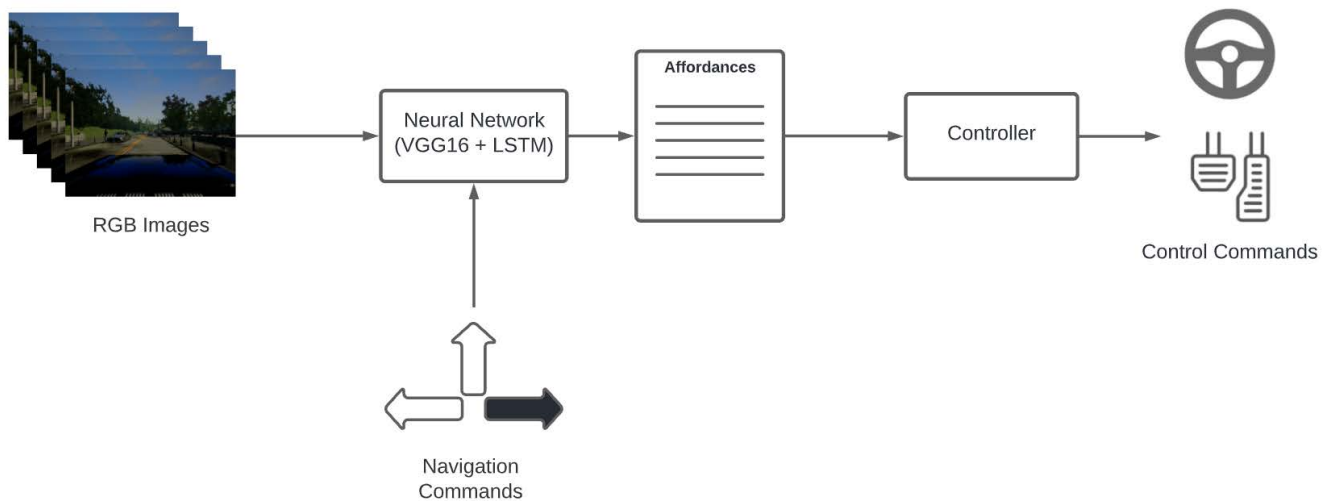 RGB Images
Neural Network
(VGG16 + LSTM)
Affordances
Controller
Control Commands
Navigation
Commands